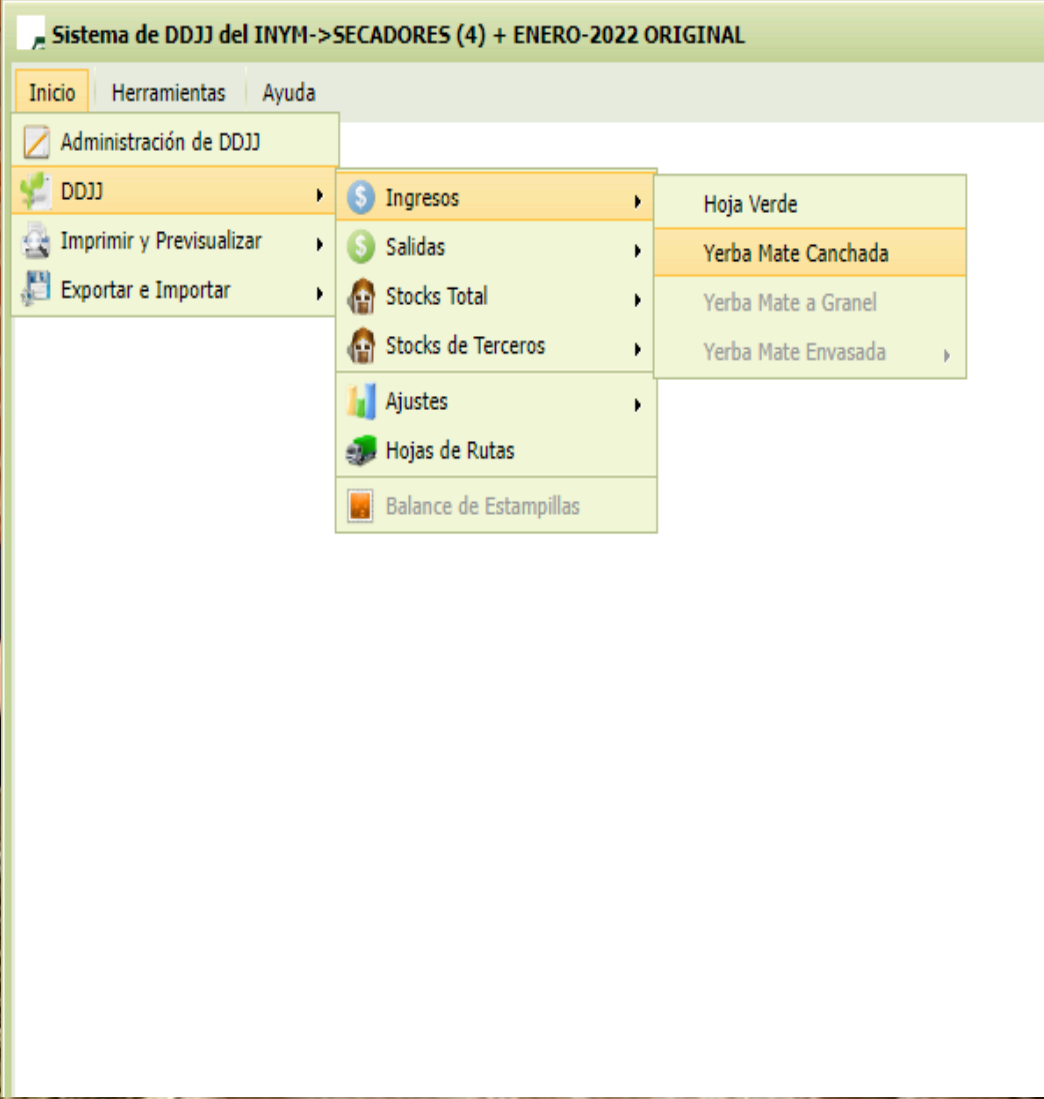 Sistema de DDJJ del INYM->SECADORES (4) + ENERO-2022 ORIGINAL
Inicio Herramientas Ayuda
Administración de DDJJ
DDJJ
Imprimir y Previsualizar
Exportar e Importar
Ingresos
Salidas
Stocks Total
Stocks de Terceros
Ajustes
Hojas de Rutas
Balance de Estampillas
Hoja Verde
Yerba Mate Canchada
Yerba Mate a Granel
Yerba Mate Envasada